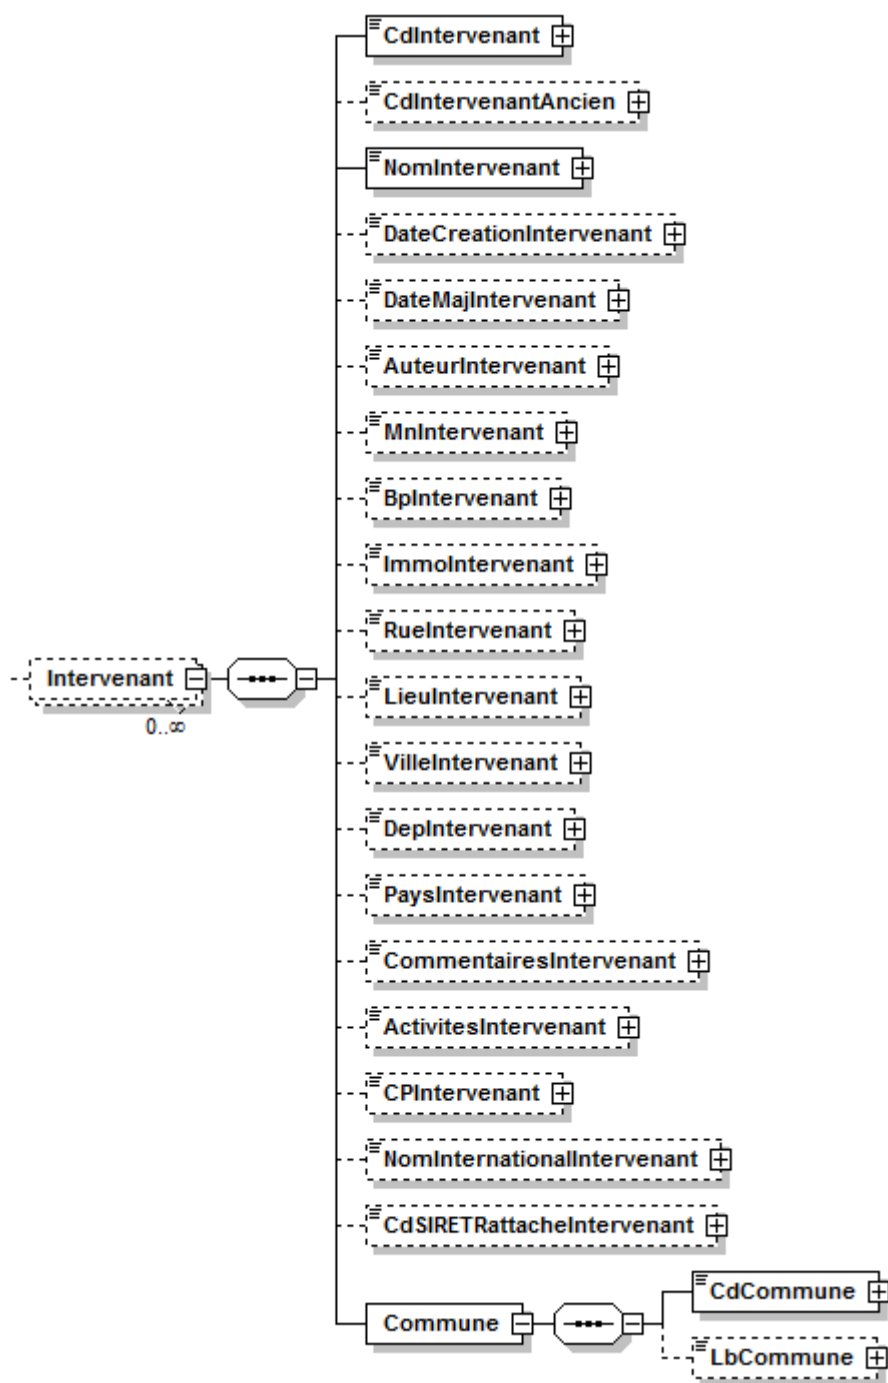 CdIntervenant
CdIntervenantAncien
NomIntervenant
DateCreationIntervenant
DateMajIntervenant
AuteurIntervenant
MnIntervenant
BpIntervenant
ImmoIntervenant
RueIntervenant
Intervenant
0..∞
LieuIntervenant
VilleIntervenant
DepIntervenant
PaysIntervenant
CommentairesIntervenant
ActivitesIntervenant
CPIntervenant
NomInternationalIntervenant
CdSIRETRattacheIntervenant
Commune
CdCommune
LbCommune